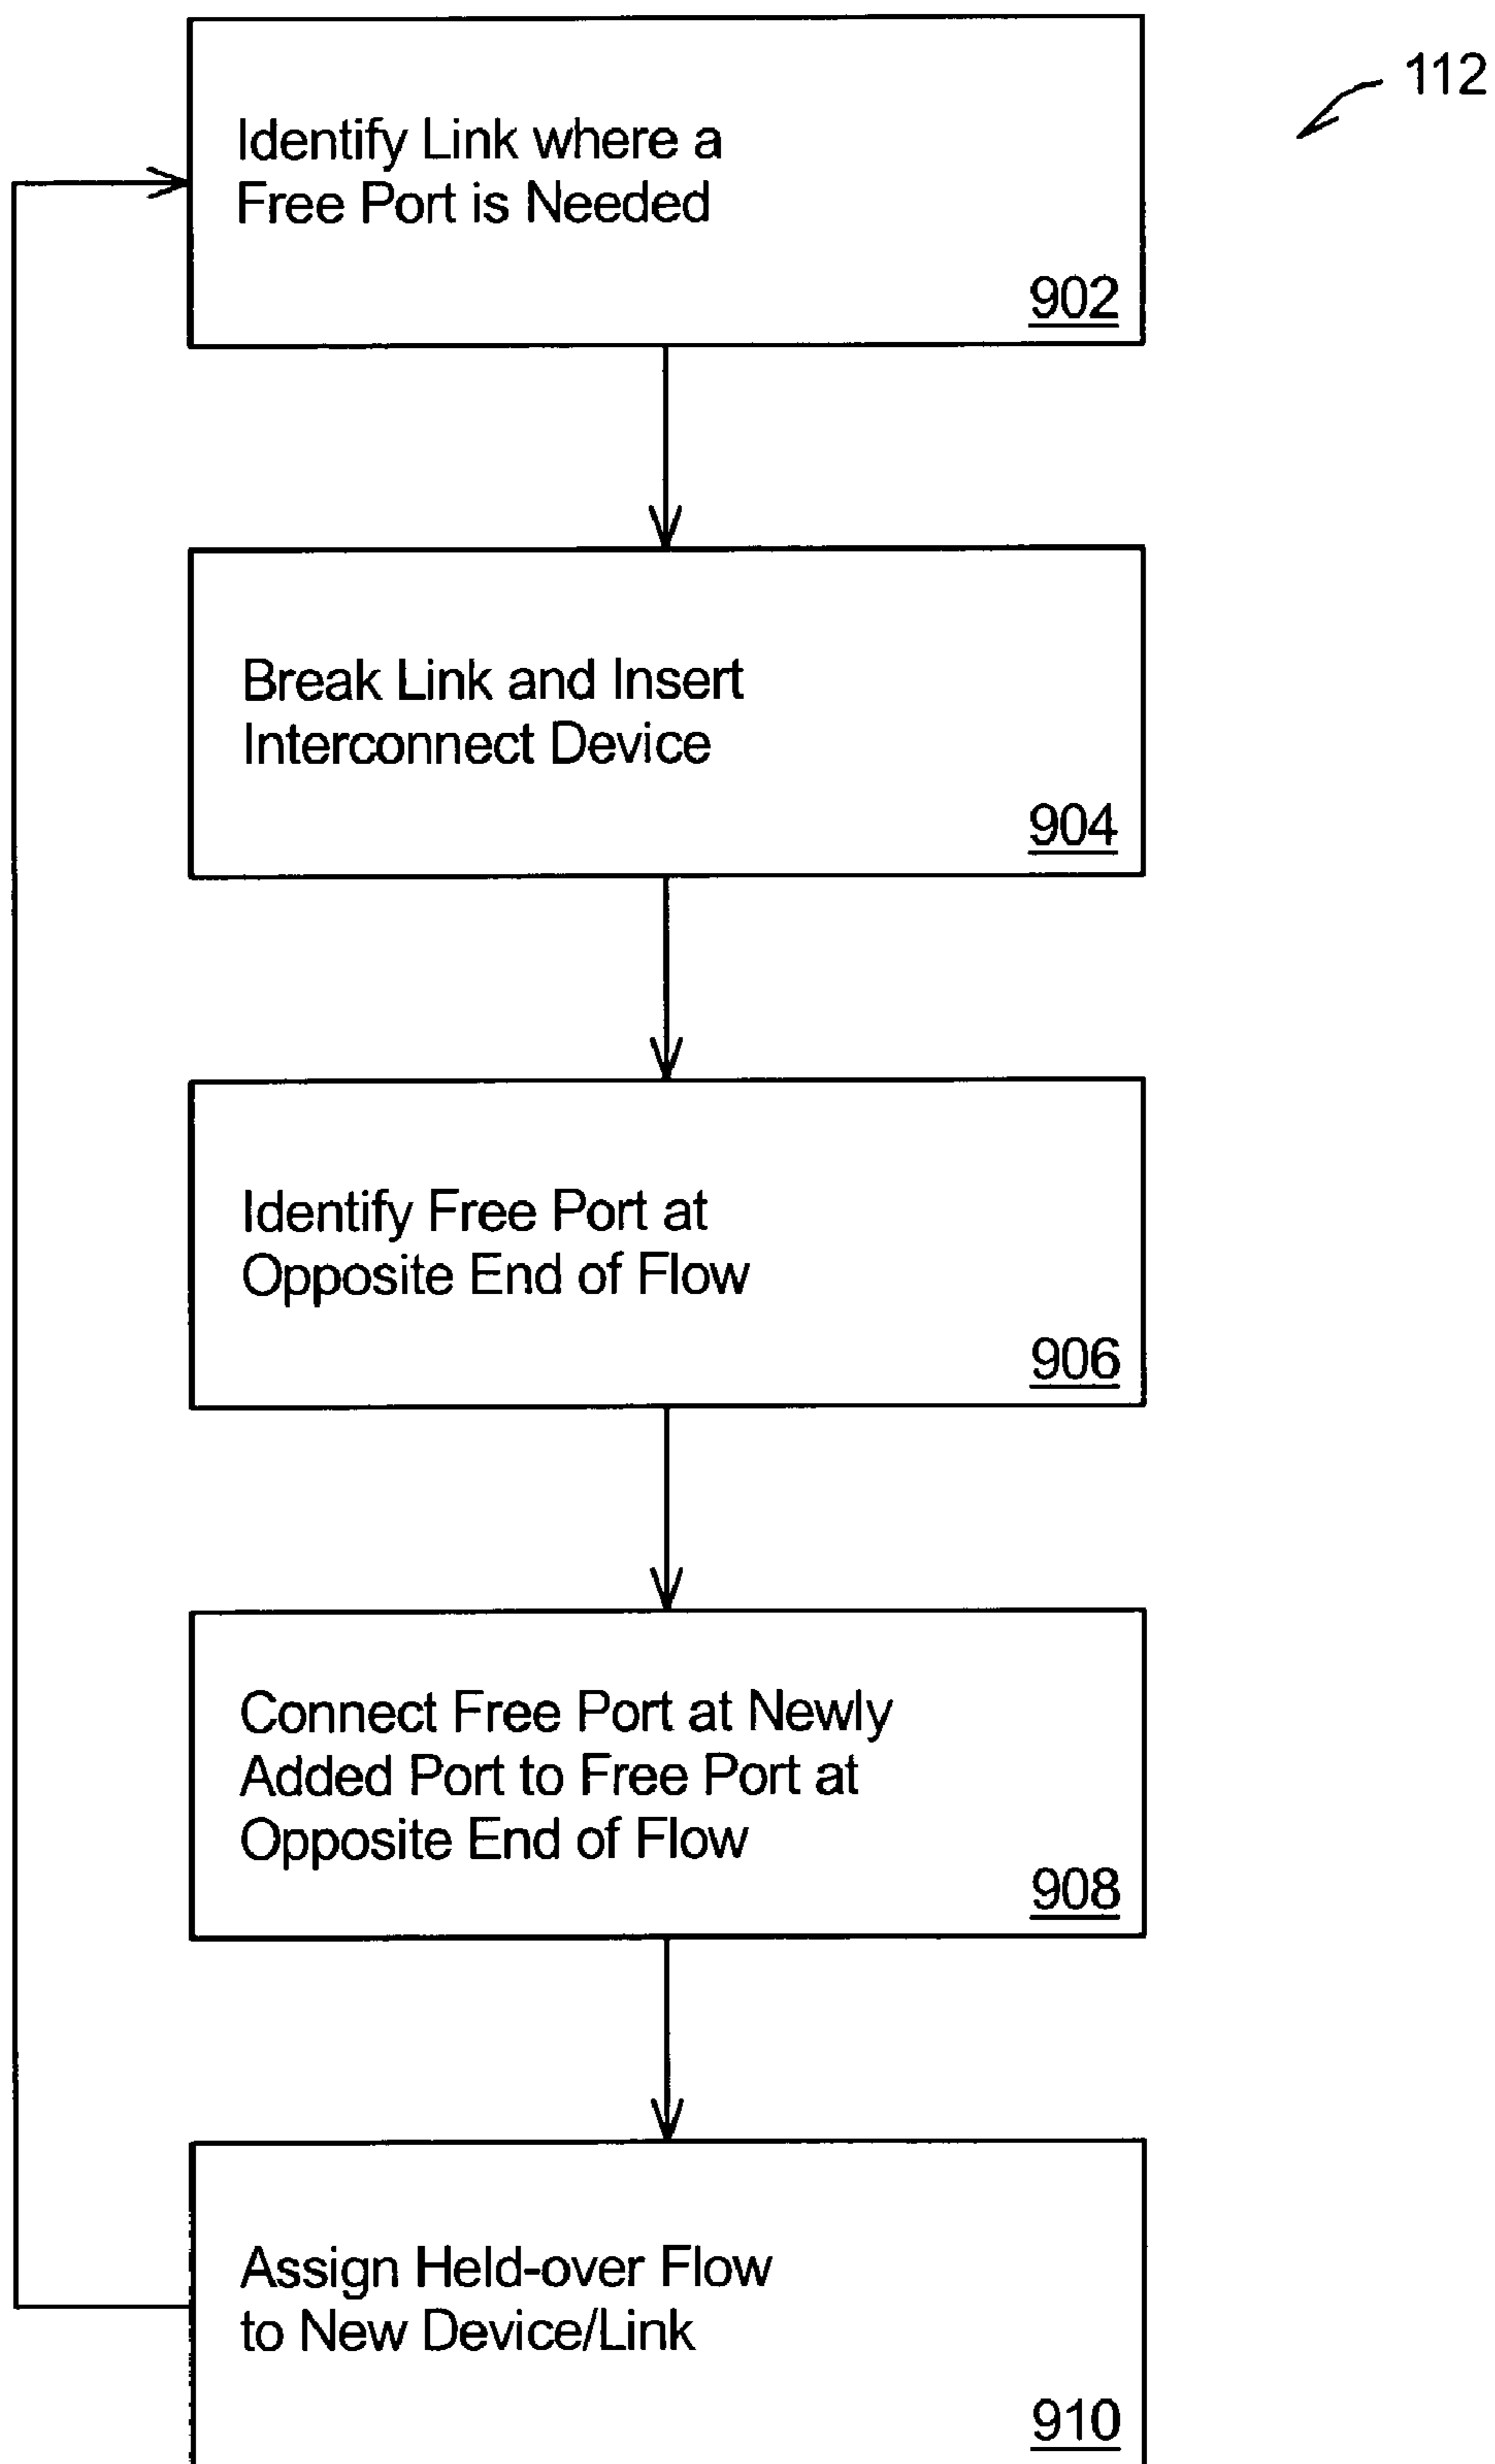 112
Identify Link where a
Free Port is Needed
902
Break Link and Insert
Interconnect Device
904
Identify Free Port at
Opposite End of Flow
906
Connect Free Port at Newly
Added Port to Free Port at
Opposite End of Flow
908
Assign Held-over Flow
to New Device/Link
910